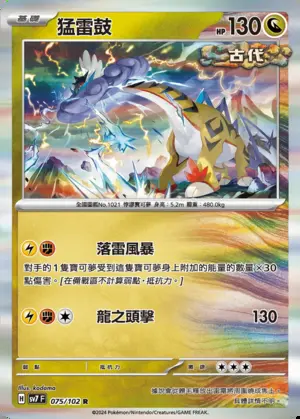 基礎 猛雷鼓 HP 130
古代
全國圖鑑No.1021 悖謬寶可夢 身高：5.2m 體重：480.0kg
落雷風暴
對手的1隻寶可夢受到這隻寶可夢身上附加的能量的數量×30
點傷害。［在備戰區不計算弱點、抵抗力。］
龍之頭擊 130
弱點 抵抗力 撤退
Illus. kodama
H sv7 F 075/102 R
©2024 Pokémon/Nintendo/Creatures/GAME FREAK.